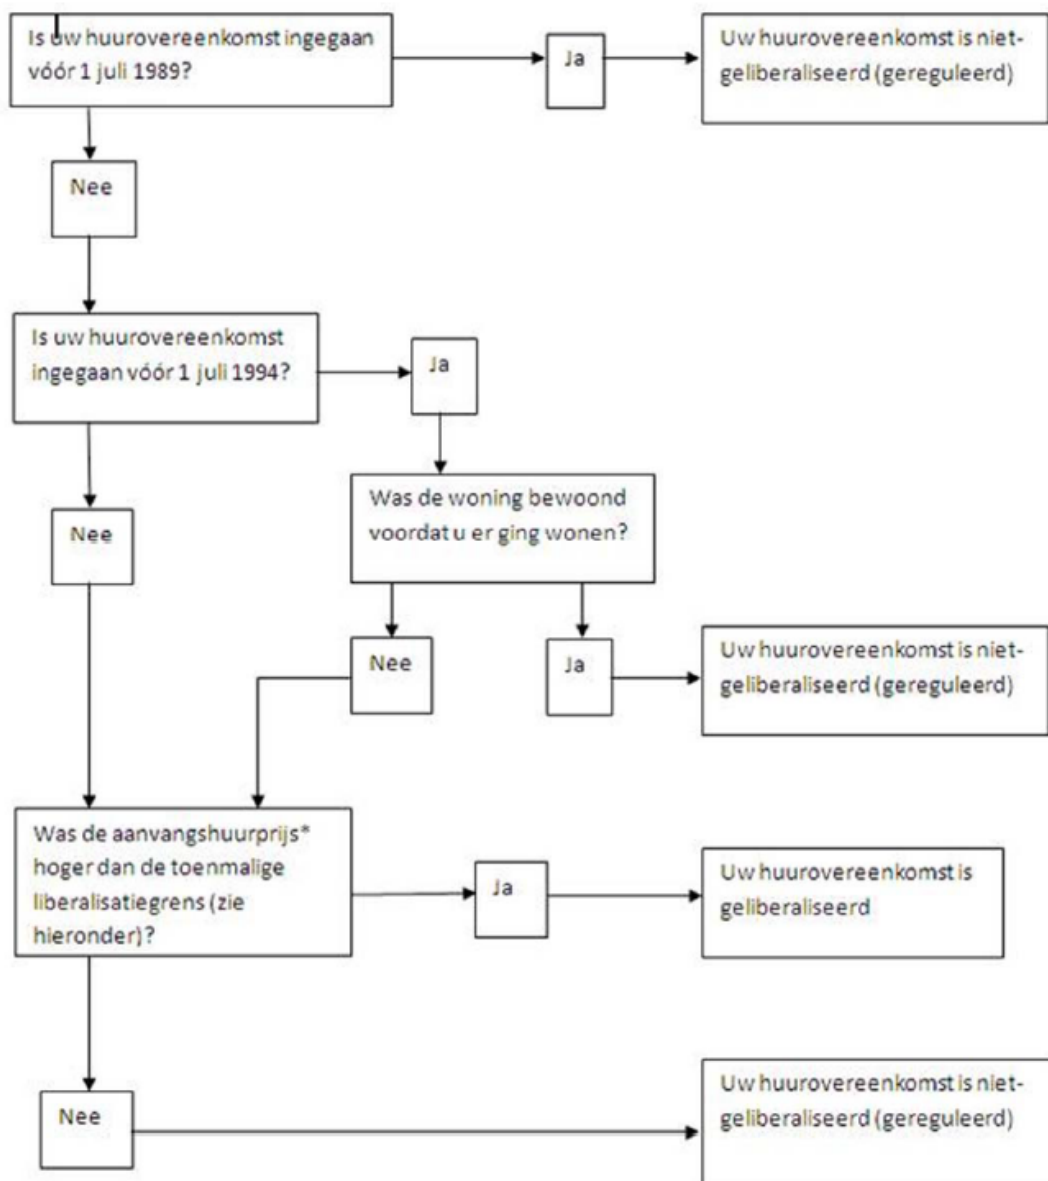 Is uw huurovereenkomst ingegaan
vóór 1 juli 1989?
Ja
Uw huurovereenkomst is niet-
geliberaliseerd (gereguleerd)
Nee
Is uw huurovereenkomst
ingegaan vóór 1 juli 1994?
Ja
Was de woning bewoond
voordat u er ging wonen?
Nee
Nee
Ja
Uw huurovereenkomst is niet-
geliberaliseerd (gereguleerd)
Was de aanvangshuurprijs*
hoger dan de toenmalige
liberalisatiegrens (zie
hieronder)?
Ja
Uw huurovereenkomst is
geliberaliseerd
Nee
Uw huurovereenkomst is niet-
geliberaliseerd (gereguleerd)